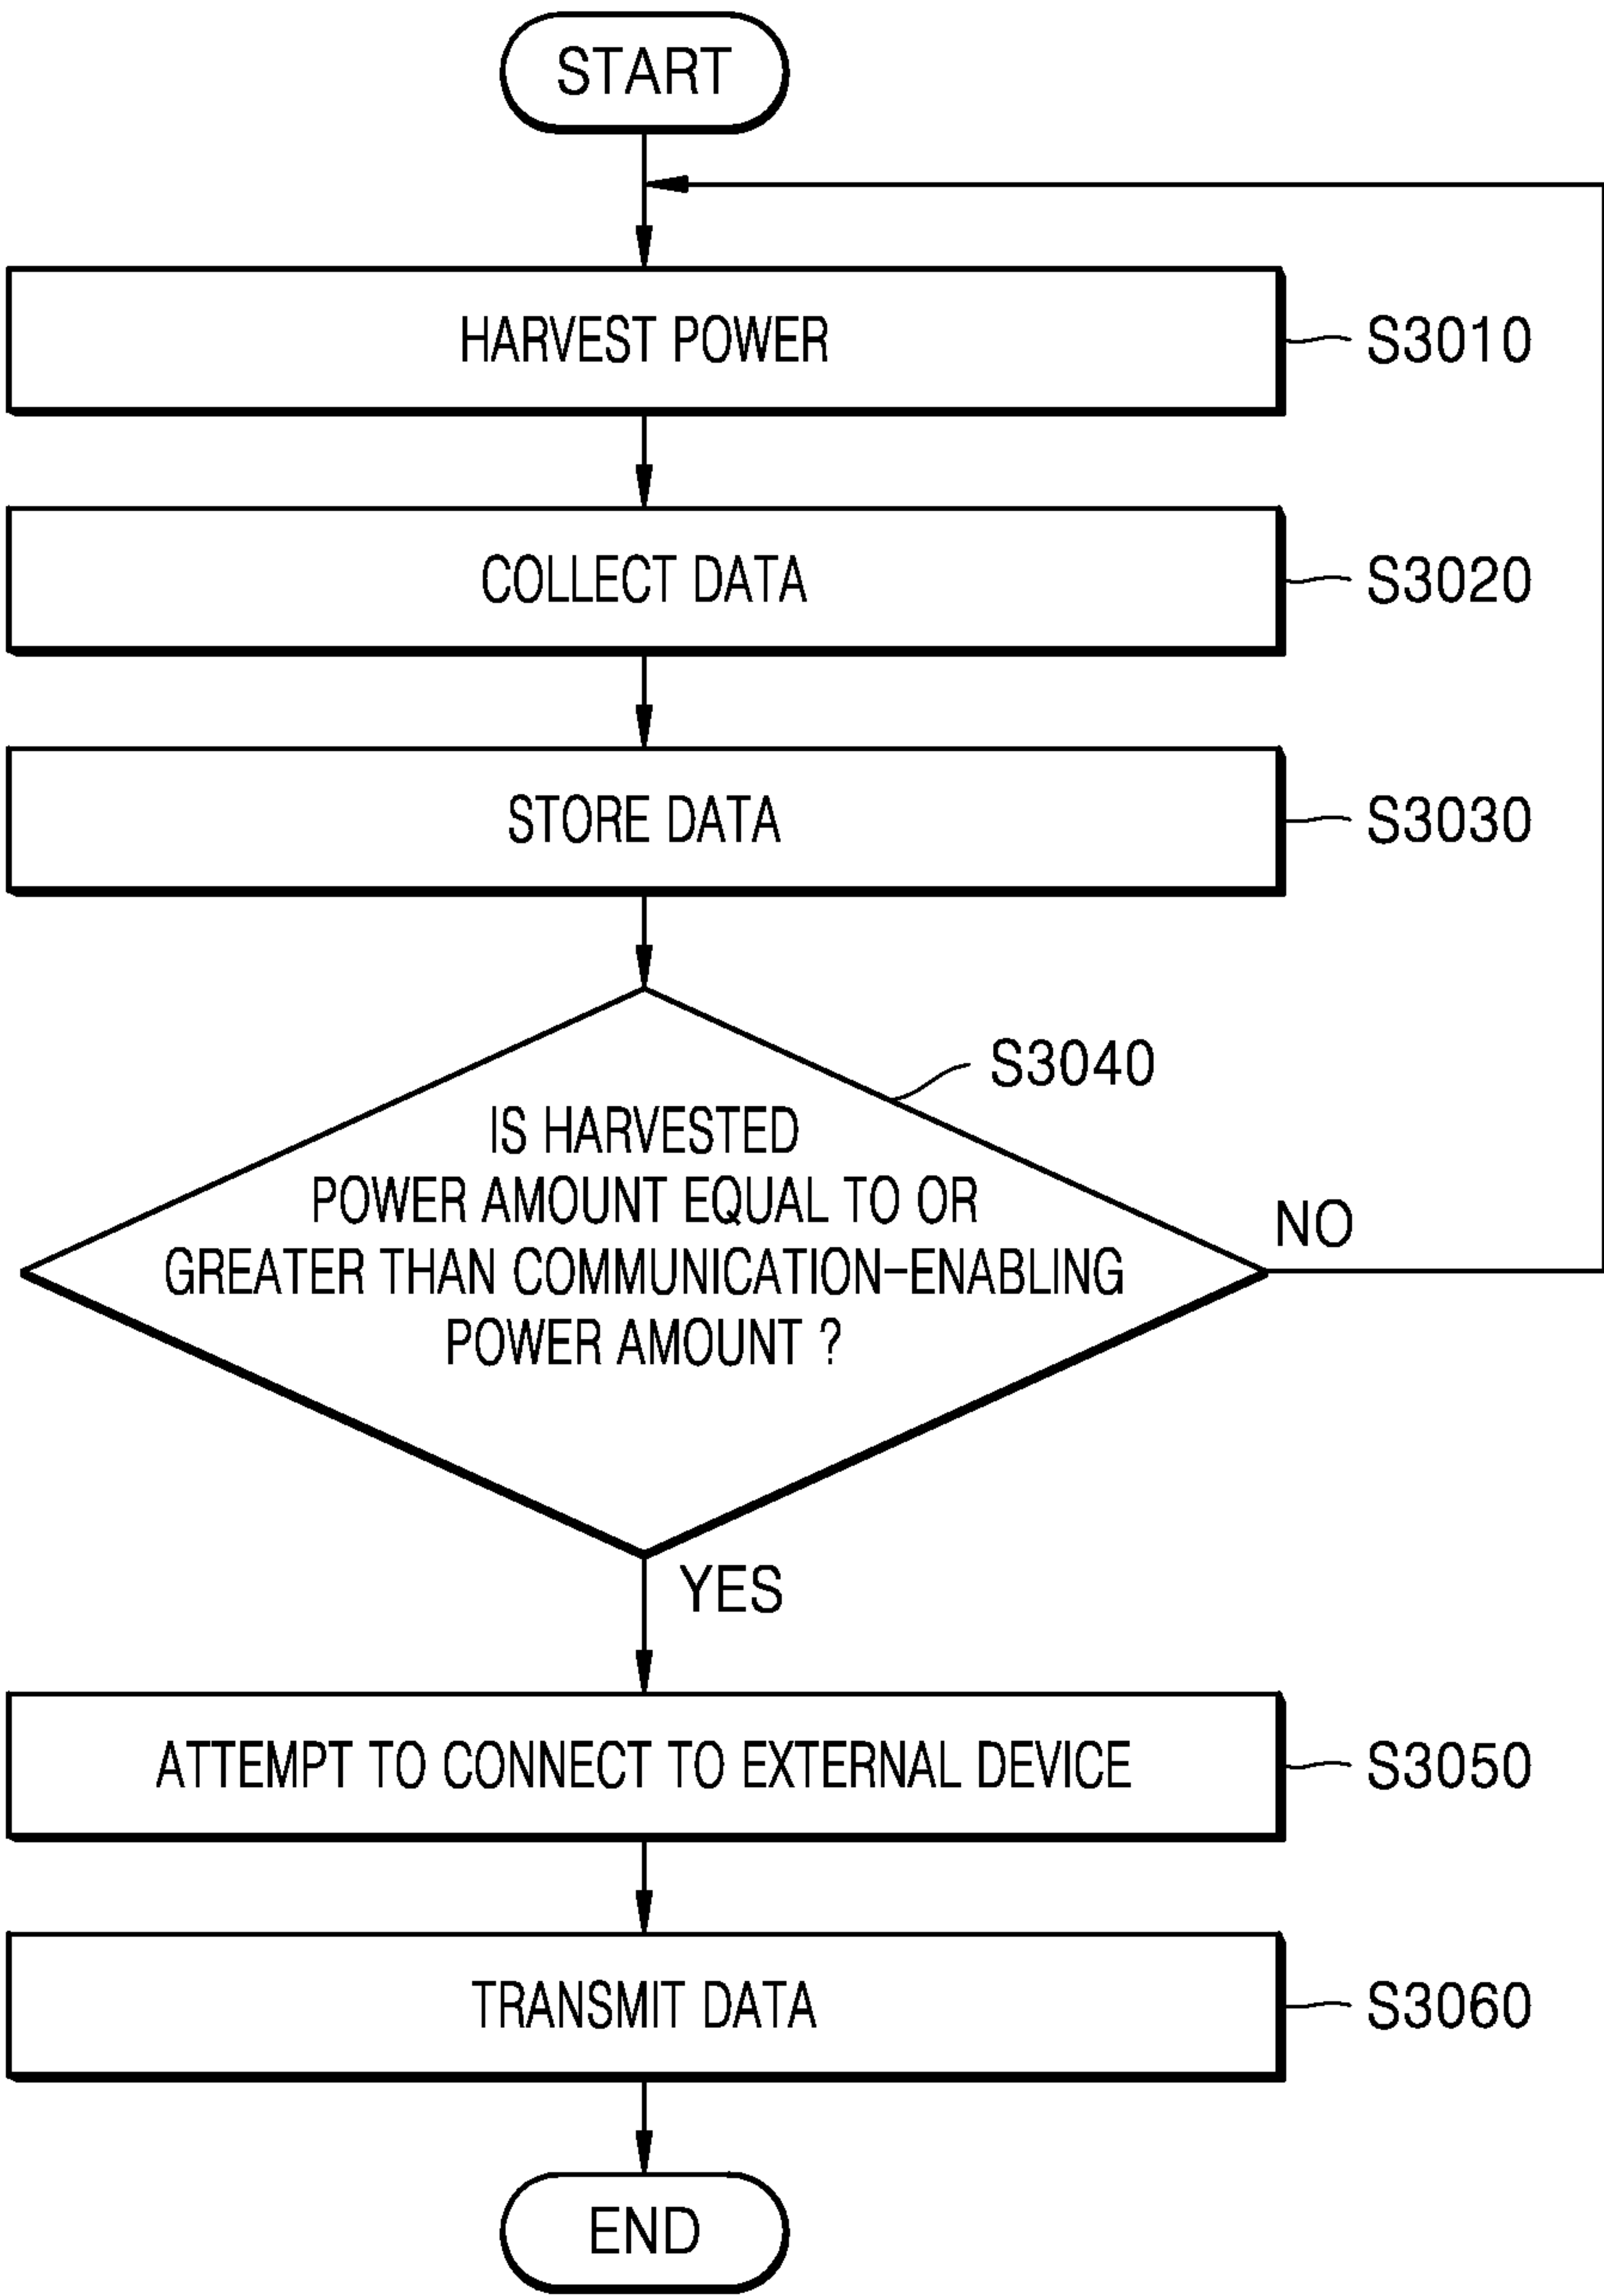 START
HARVEST POWER
S3010
COLLECT DATA
S3020
STORE DATA
S3030
S3040
IS HARVESTED
POWER AMOUNT EQUAL TO OR
GREATER THAN COMMUNICATION-ENABLING
POWER AMOUNT ?
NO
YES
ATTEMPT TO CONNECT TO EXTERNAL DEVICE
S3050
TRANSMIT DATA
S3060
END